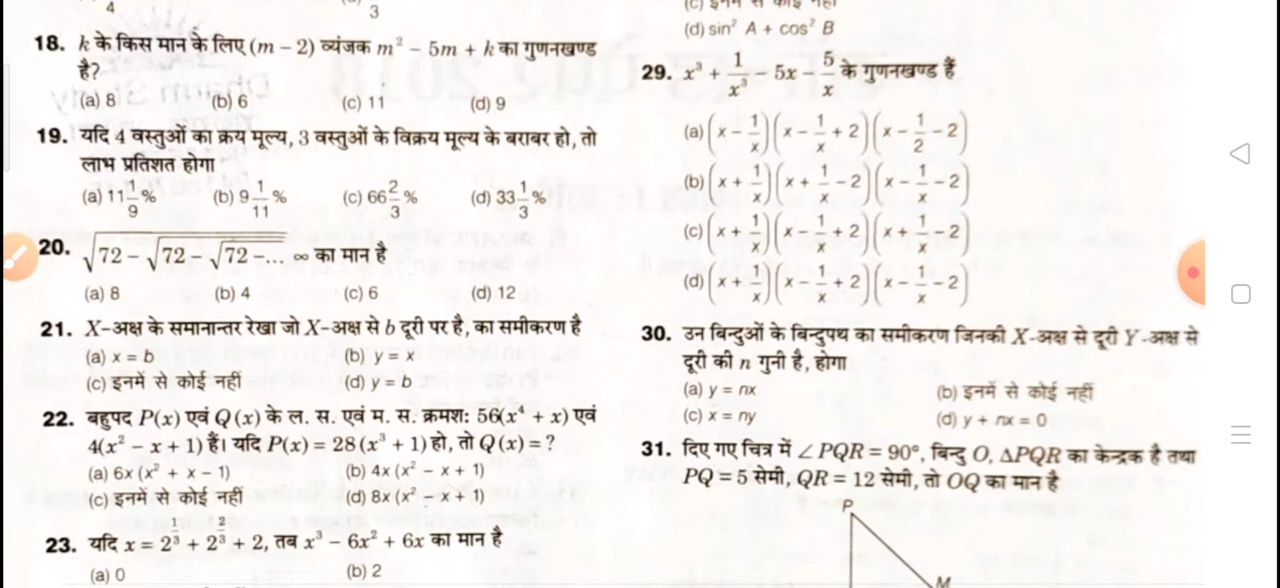 4
3
18. k के किस मान के लिए (m – 2) व्यंजक m² – 5m + k का गुणनखण्ड
है?
(a) 8 (b) 6 (c) 11 (d) 9
19. यदि 4 वस्तुओं का क्रय मूल्य, 3 वस्तुओं के विक्रय मूल्य के बराबर हो, तो
लाभ प्रतिशत होगा
(a) 11 1/9 % (b) 9 1/11 % (c) 66 2/3 % (d) 33 1/3 %
20. √(72 – √(72 – √(72 – ... ∞ का मान है
(a) 8 (b) 4 (c) 6 (d) 12
21. X-अक्ष के समानान्तर रेखा जो X-अक्ष से b दूरी पर है, का समीकरण है
(a) x = b (b) y = x
(c) इनमें से कोई नहीं (d) y = b
22. बहुपद P(x) एवं Q(x) के ल. स. एवं म. स. क्रमश: 56(x⁴ + x) एवं
4(x² – x + 1) हैं। यदि P(x) = 28(x³ + 1) हो, तो Q(x) = ?
(a) 6x (x² + x – 1) (b) 4x (x² – x + 1)
(c) इनमें से कोई नहीं (d) 8x (x² – x + 1)
23. यदि x = 2^(1/3) + 2^(2/3) + 2, तब x³ – 6x² + 6x का मान है
(a) 0 (b) 2
(c) इनमें से कोई नहीं
(d) sin² A + cos² B
29. x³ + 1/x³ – 5x – 5/x के गुणनखण्ड हैं
(a) (x – 1/x)(x – 1/x + 2)(x – 1/2 – 2)
(b) (x + 1/x)(x + 1/x – 2)(x – 1/x – 2)
(c) (x + 1/x)(x – 1/x + 2)(x + 1/x – 2)
(d) (x + 1/x)(x – 1/x + 2)(x – 1/x – 2)
30. उन बिन्दुओं के बिन्दुपथ का समीकरण जिनकी X-अक्ष से दूरी Y-अक्ष से
दूरी की n गुनी है, होगा
(a) y = nx (b) इनमें से कोई नहीं
(c) x = ny (d) y + nx = 0
31. दिए गए चित्र में ∠PQR = 90°, बिन्दु O, ΔPQR का केन्द्रक है तथा
PQ = 5 सेमी, QR = 12 सेमी, तो OQ का मान है
P
M